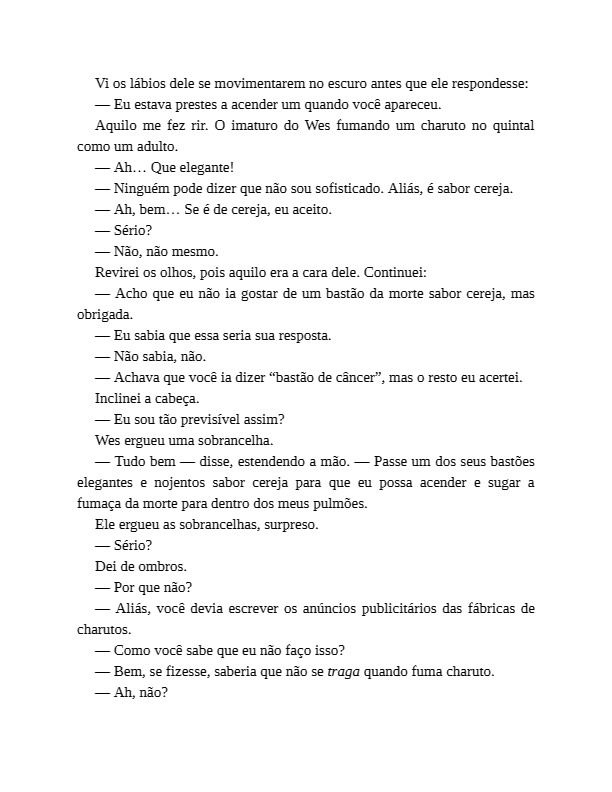 Vi os lábios dele se movimentarem no escuro antes que ele respondesse:
— Eu estava prestes a acender um quando você apareceu.
Aquilo me fez rir. O imaturo do Wes fumando um charuto no quintal
como um adulto.
— Ah… Que elegante!
— Ninguém pode dizer que não sou sofisticado. Aliás, é sabor cereja.
— Ah, bem… Se é de cereja, eu aceito.
— Sério?
— Não, não mesmo.
Revirei os olhos, pois aquilo era a cara dele. Continuei:
— Acho que eu não ia gostar de um bastão da morte sabor cereja, mas
obrigada.
— Eu sabia que essa seria sua resposta.
— Não sabia, não.
— Achava que você ia dizer “bastão de câncer”, mas o resto eu acertei.
Inclinei a cabeça.
— Eu sou tão previsível assim?
Wes ergueu uma sobrancelha.
— Tudo bem — disse, estendendo a mão. — Passe um dos seus bastões
elegantes e nojentos sabor cereja para que eu possa acender e sugar a
fumaça da morte para dentro dos meus pulmões.
Ele ergueu as sobrancelhas, surpreso.
— Sério?
Dei de ombros.
— Por que não?
— Aliás, você devia escrever os anúncios publicitários das fábricas de
charutos.
— Como você sabe que eu não faço isso?
— Bem, se fizesse, saberia que não se traga quando fuma charuto.
— Ah, não?